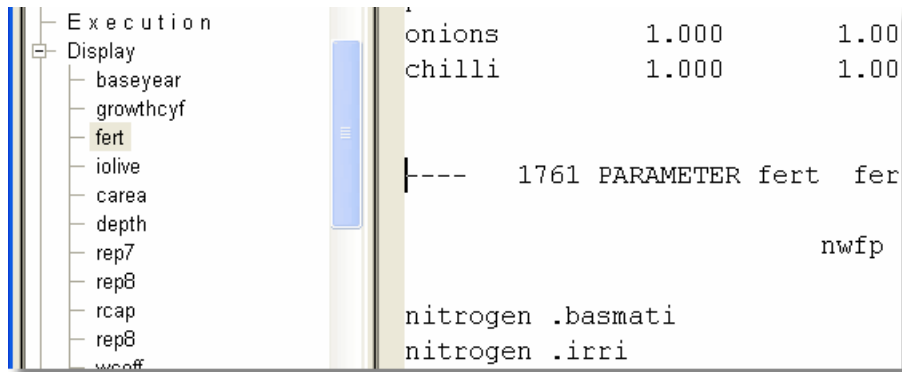 Execution
Display
baseyear
growthcyf
fert
iolive
carea
depth
rep7
rep8
rcap
rep8
onions 1.000 1.00
chilli 1.000 1.00
---- 1761 PARAMETER fert fer
nwfp
nitrogen .basmati
nitrogen .irri